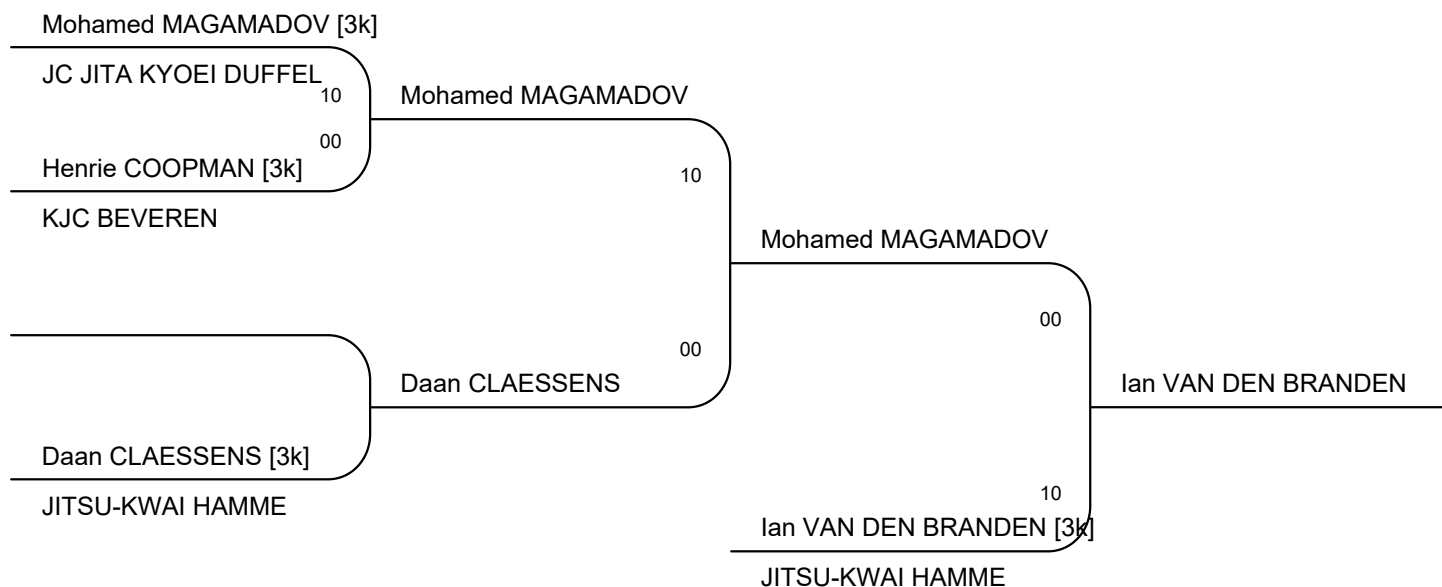 Mohamed MAGAMADOV [3k]
JC JITA KYOEI DUFFEL
10
Mohamed MAGAMADOV
00
Henrie COOPMAN [3k]
10
KJC BEVEREN
Mohamed MAGAMADOV
00
00
Daan CLAESSENS
Ian VAN DEN BRANDEN
Daan CLAESSENS [3k]
10
JITSU-KWAI HAMME
Ian VAN DEN BRANDEN [3k]
JITSU-KWAI HAMME